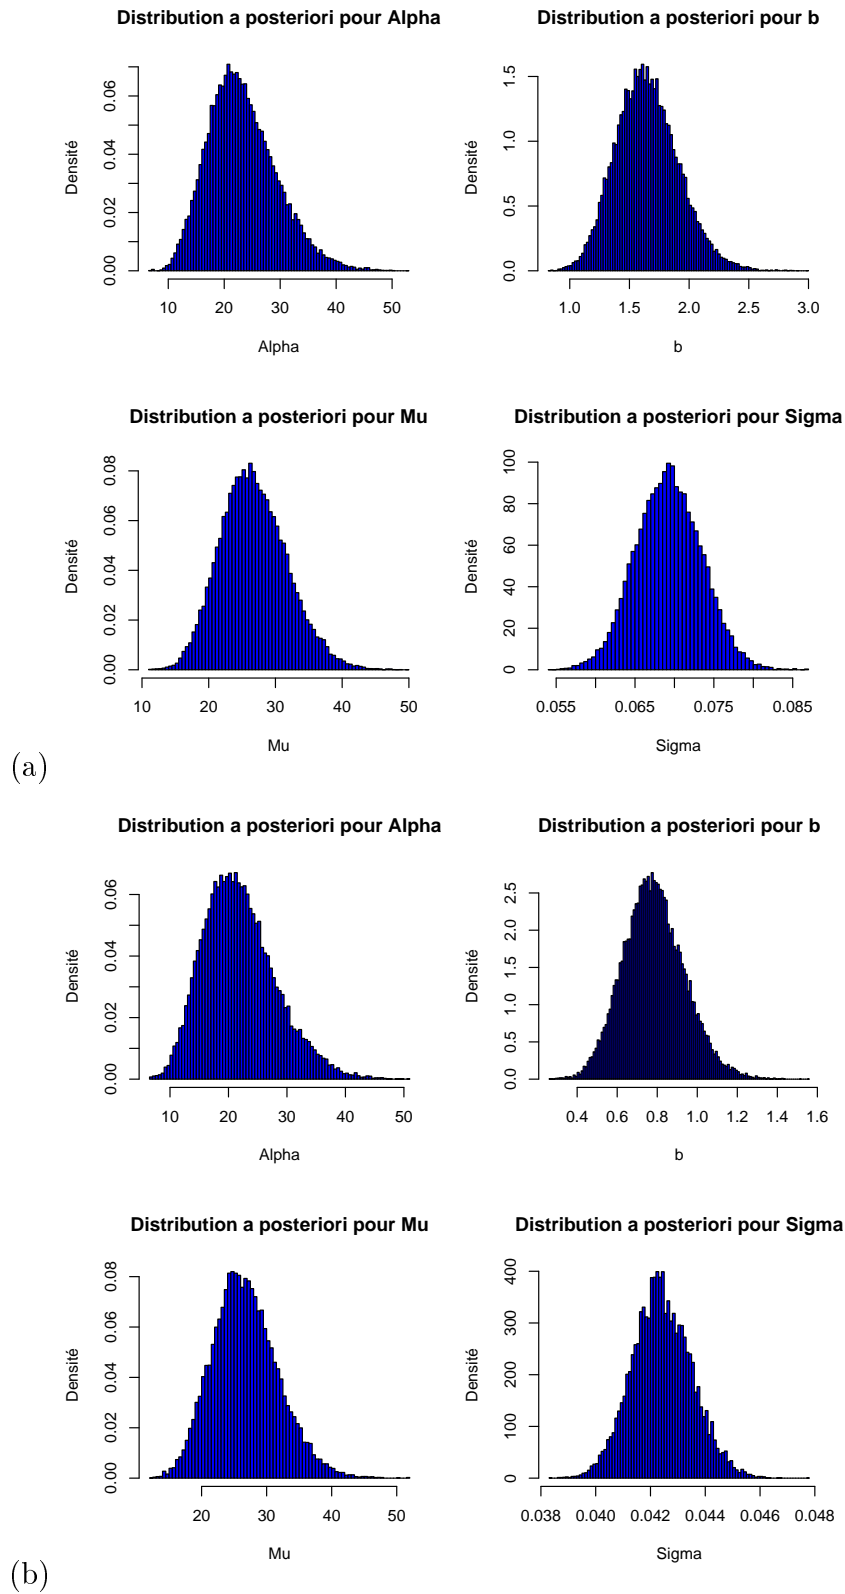 Distribution a posteriori pour Alpha
Densité
0.00 0.02 0.04 0.06
10 20 30 40 50
Alpha
Distribution a posteriori pour b
Densité
0.0 0.5 1.0 1.5
1.0 1.5 2.0 2.5 3.0
b
Distribution a posteriori pour Mu
Densité
0.00 0.02 0.04 0.06 0.08
10 20 30 40 50
Mu
Distribution a posteriori pour Sigma
Densité
0 20 40 60 80 100
0.055 0.065 0.075 0.085
Sigma
(a)
Distribution a posteriori pour Alpha
Densité
0.00 0.02 0.04 0.06
10 20 30 40 50
Alpha
Distribution a posteriori pour b
Densité
0.0 0.5 1.0 1.5 2.0 2.5
0.4 0.6 0.8 1.0 1.2 1.4 1.6
b
Distribution a posteriori pour Mu
Densité
0.00 0.02 0.04 0.06 0.08
20 30 40 50
Mu
Distribution a posteriori pour Sigma
Densité
0 100 200 300 400
0.038 0.040 0.042 0.044 0.046 0.048
Sigma
(b)